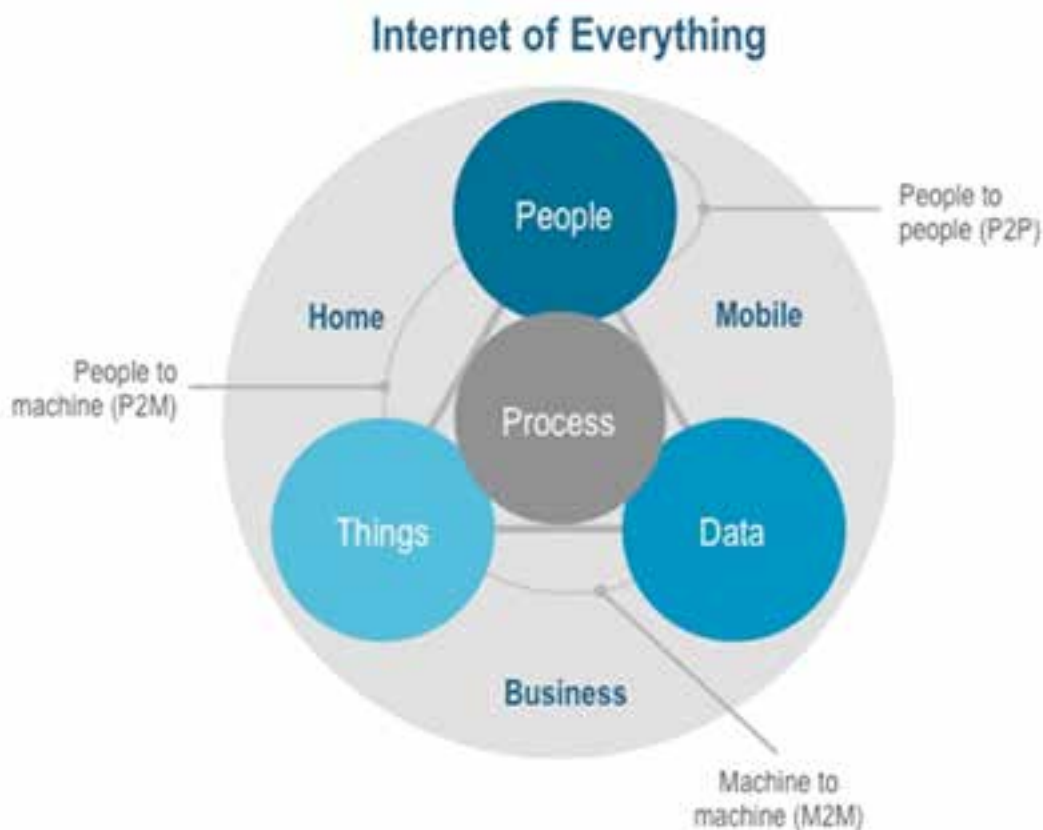 Internet of Everything
People
People to
people (P2P)
Home
Mobile
People to
machine (P2M)
Process
Things
Data
Business
Machine to
machine (M2M)